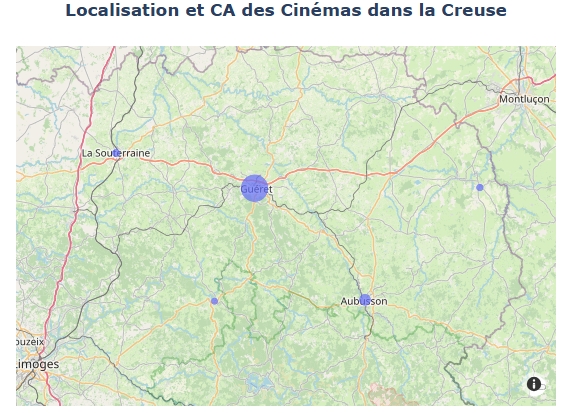 Localisation et CA des Cinémas dans la Creuse
Montluçon
La Souterraine
Guéret
Aubusson
ouzeix
imoges
i